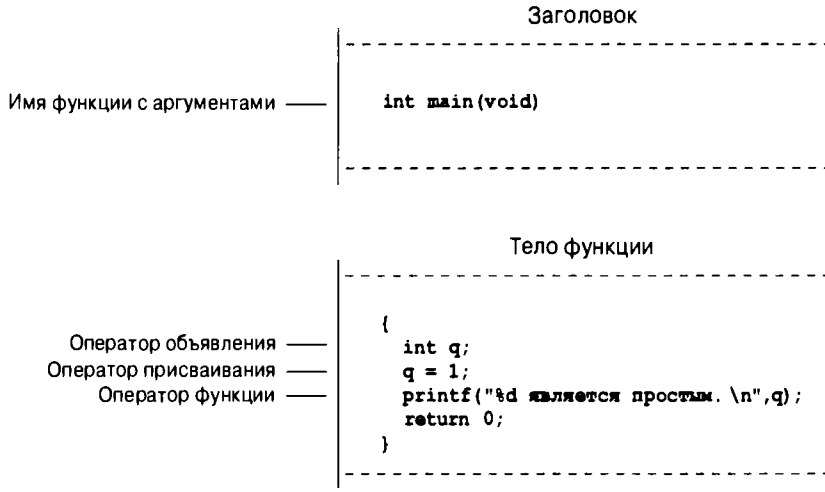 Заголовок
Имя функции с аргументами
int main(void)
Тело функции
{
Оператор объявления
int q;
Оператор присваивания
q = 1;
Оператор функции
printf("%d является простым. \n",q);
return 0;
}